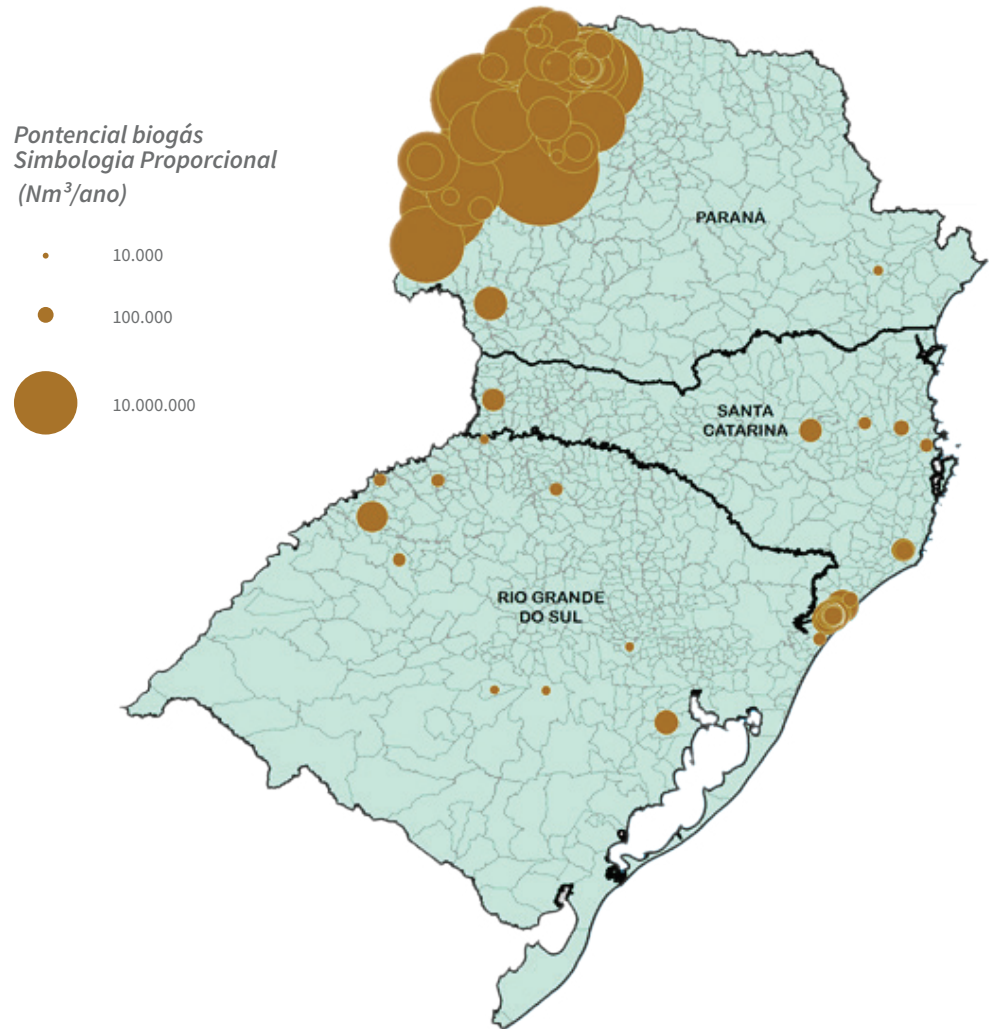 Pontencial biogás
Simbologia Proporcional
(Nm³/ano)
10.000
100.000
10.000.000
PARANÁ
SANTA
CATARINA
RIO GRANDE
DO SUL